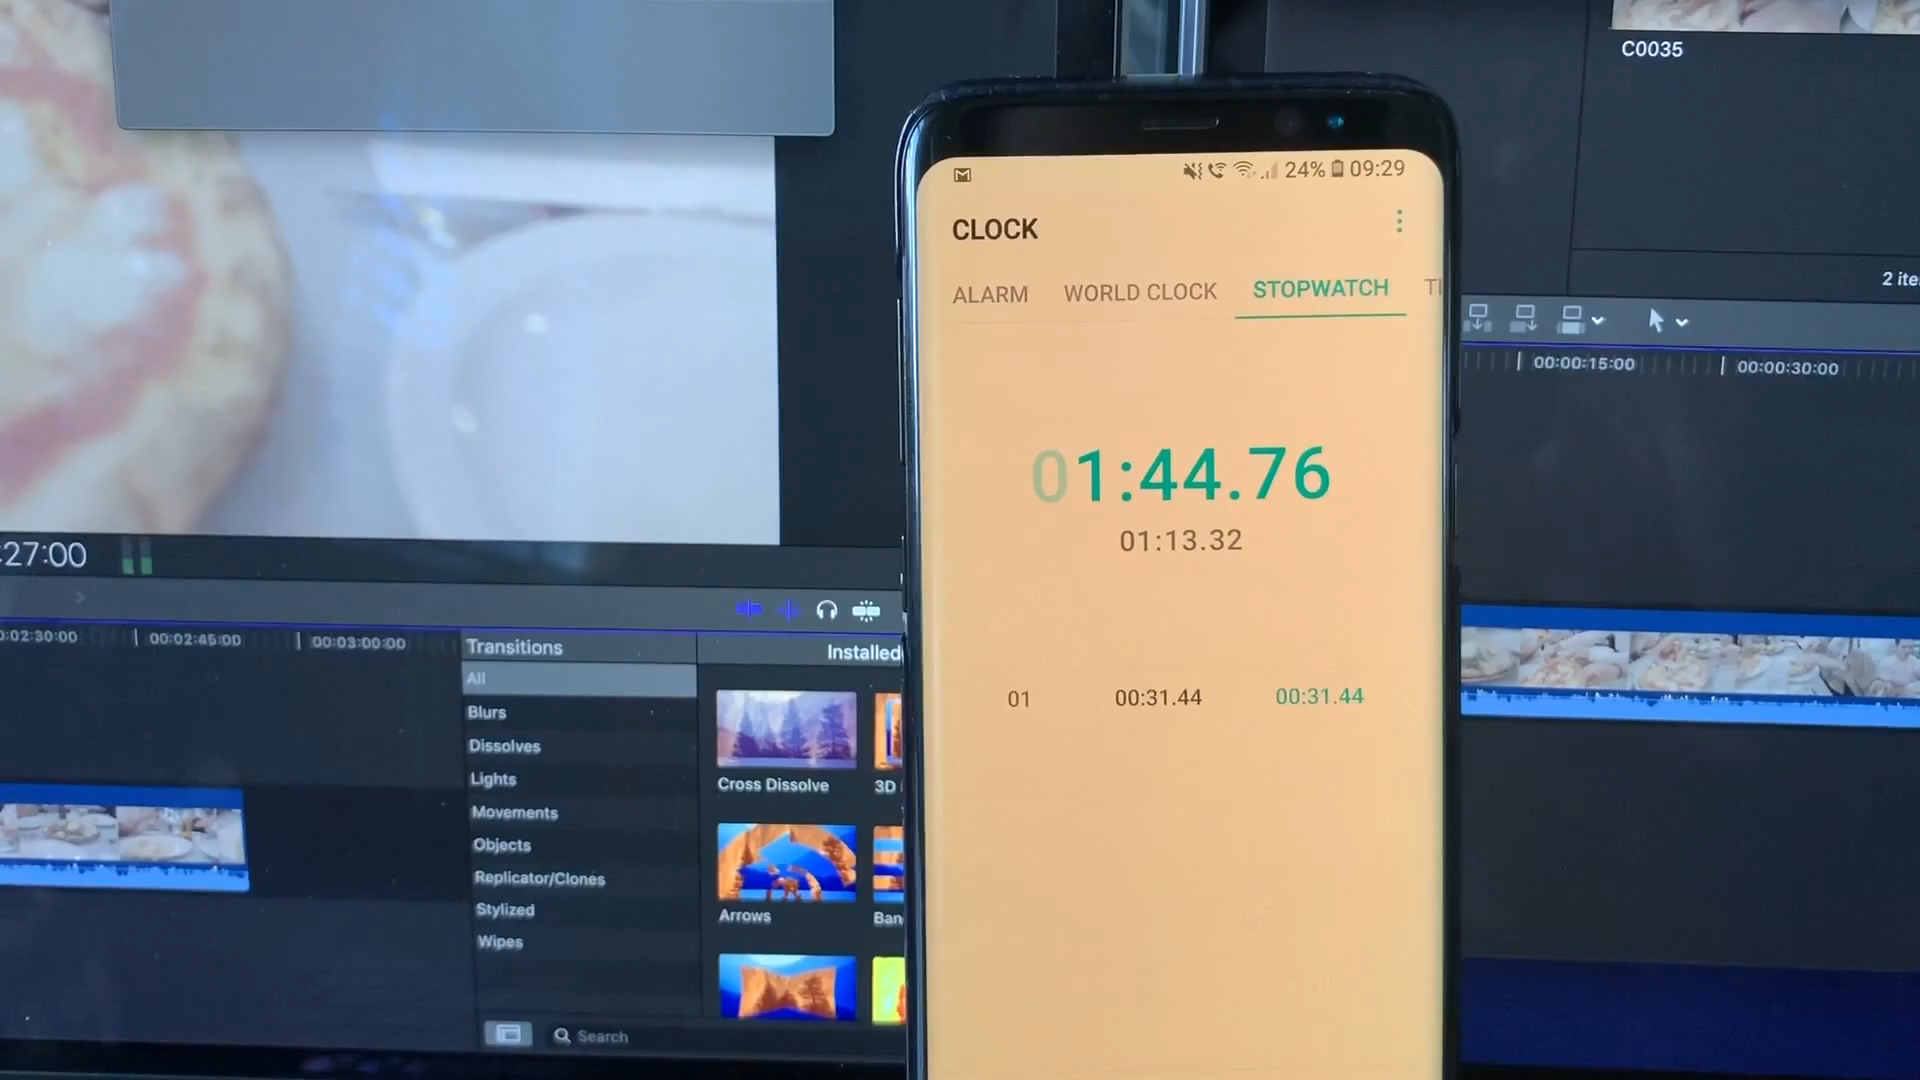 C0035
24% 09:29
CLOCK
ALARM WORLD CLOCK STOPWATCH
2
00:00:15:00 00:00:30:00
01:44.76
01:13.32
:27:00
0:02:30:00 00:02:45:00 00:03:00:00
Transitions
Installed
All
01 00:31.44 00:31.44
Blurs
Dissolves
Lights
Cross Dissolve
3D
Movements
Objects
Replicator/Clones
Stylized
Arrows
Wipes
Search